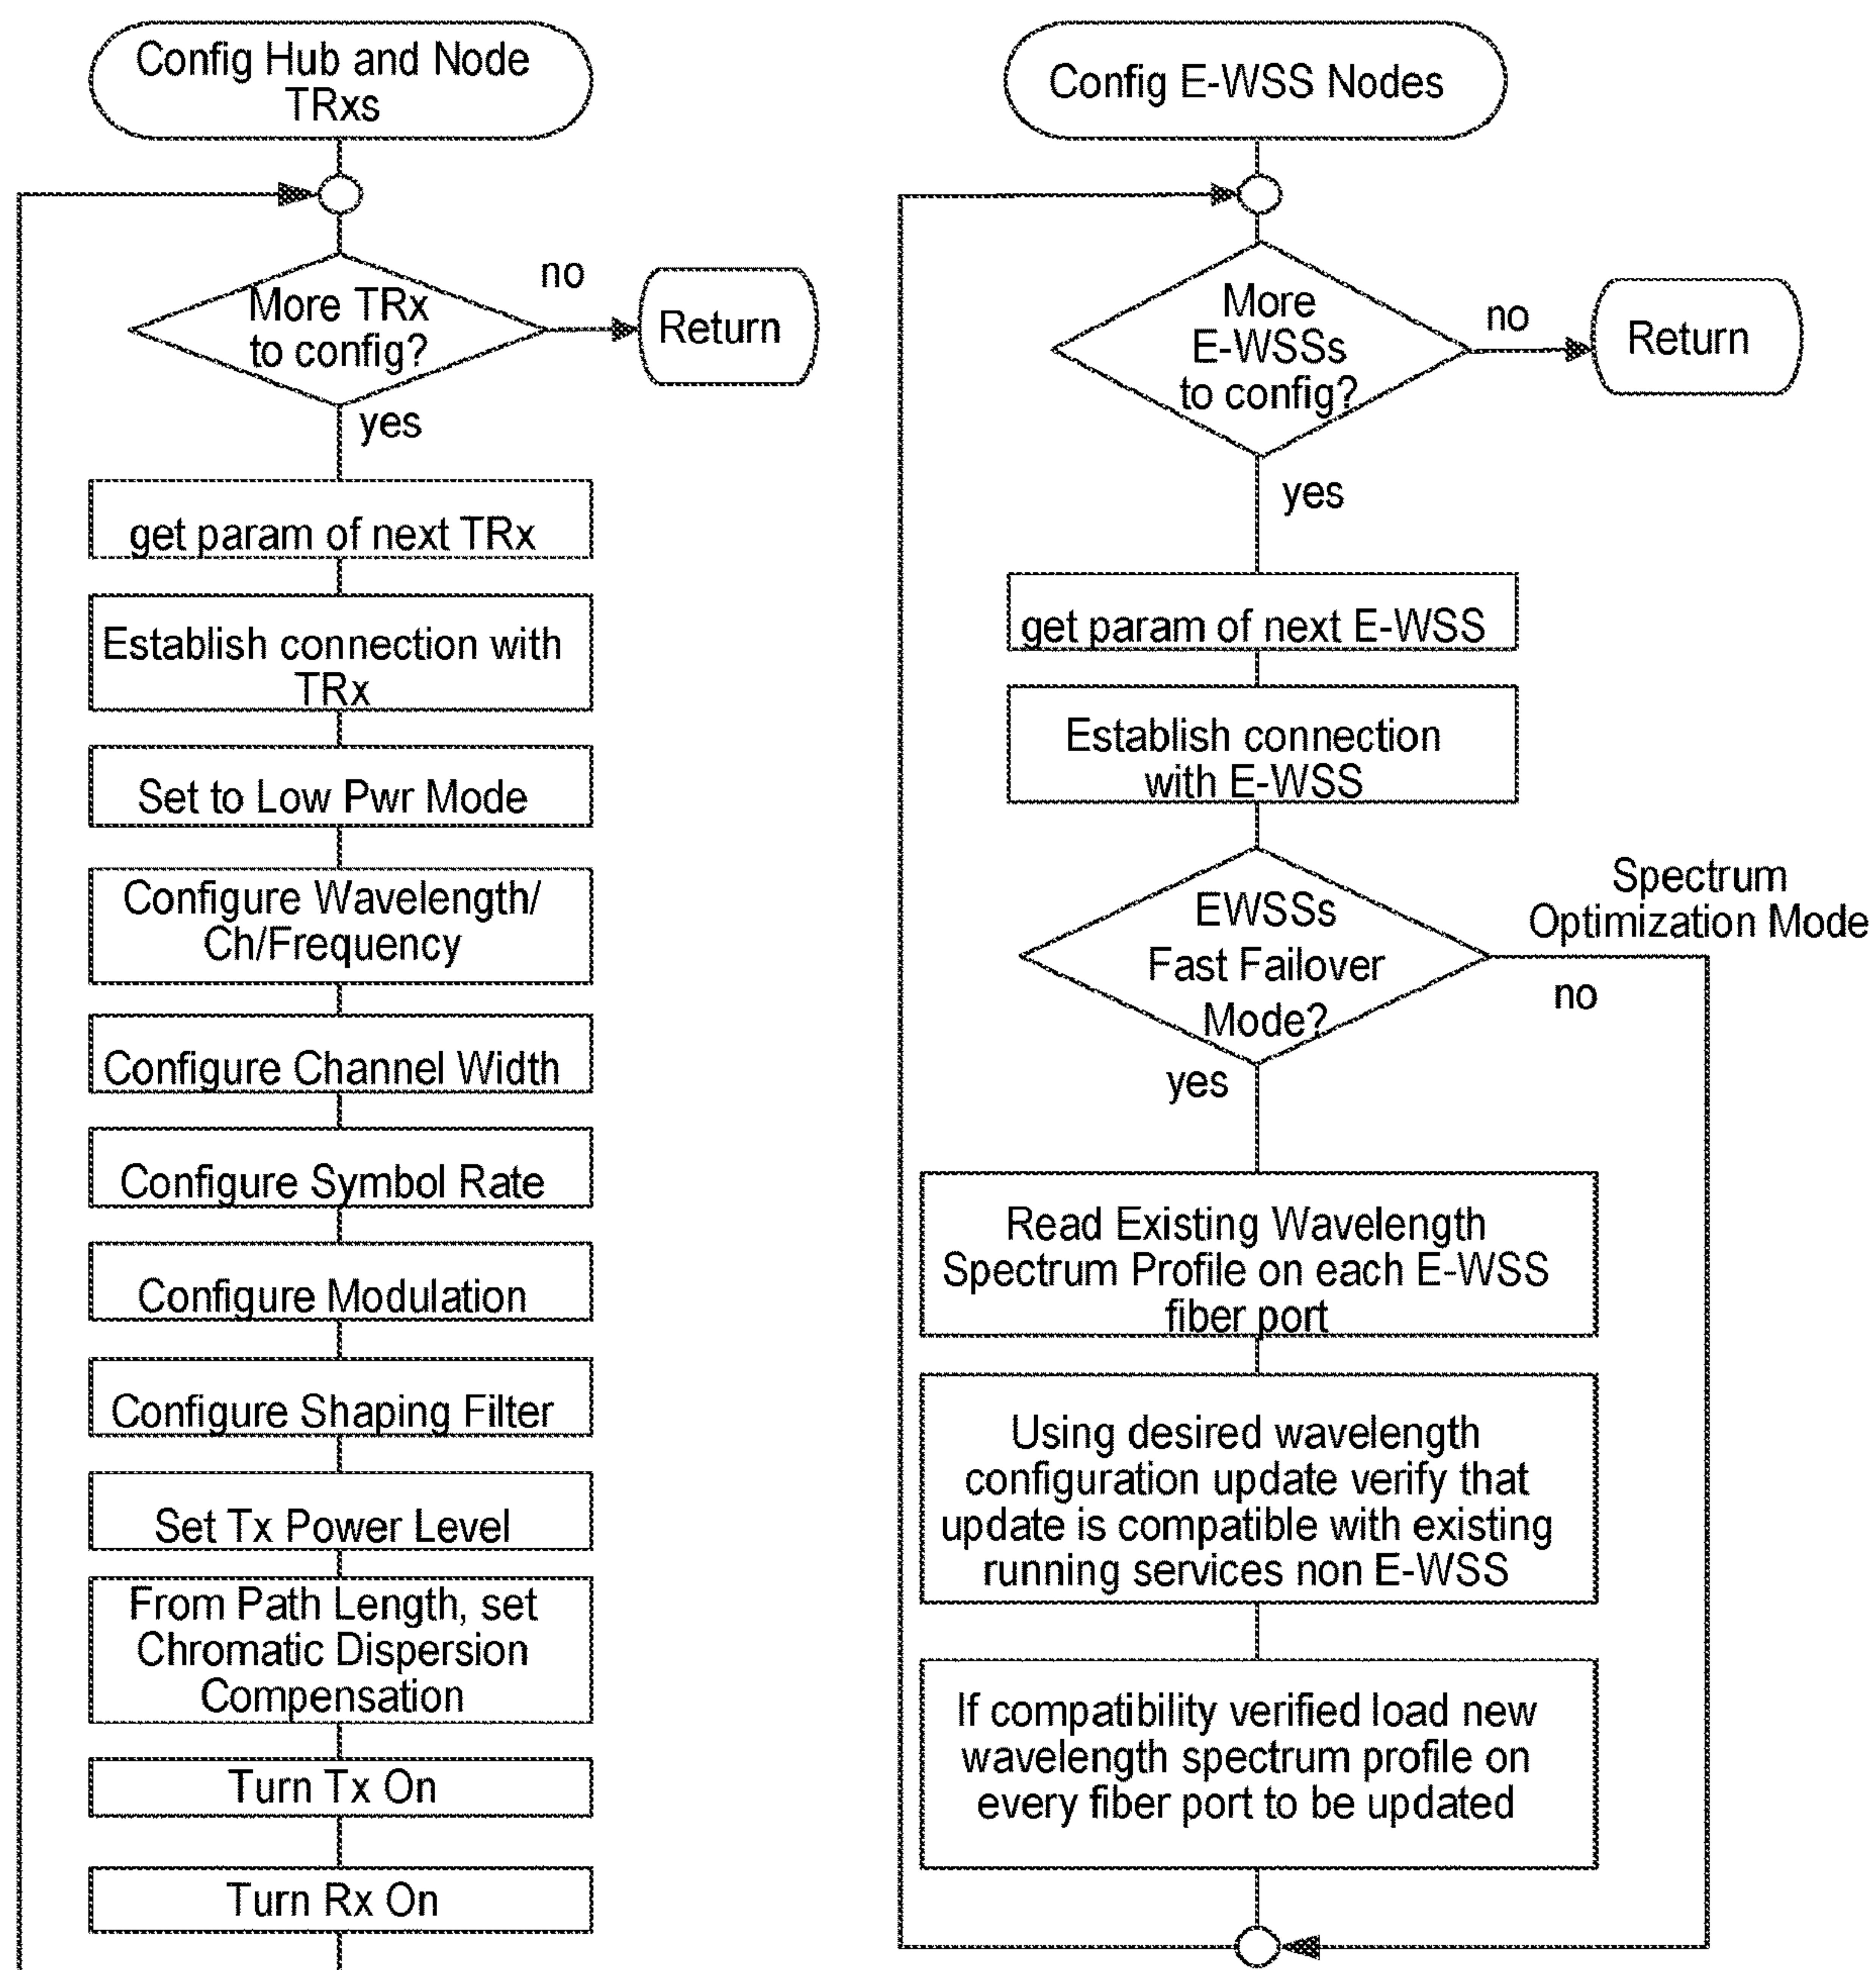 Config Hub and Node
TRxs
More TRx
to config?
no
Return
yes
get param of next TRx
Establish connection with
TRx
Set to Low Pwr Mode
Configure Wavelength/
Ch/Frequency
Configure Channel Width
Configure Symbol Rate
Configure Modulation
Configure Shaping Filter
Set Tx Power Level
From Path Length, set
Chromatic Dispersion
Compensation
Turn Tx On
Turn Rx On
Config E-WSS Nodes
More
E-WSSs
to config?
no
Return
yes
get param of next E-WSS
Establish connection
with E-WSS
EWSSs
Fast Failover
Mode?
Spectrum
Optimization Mode
no
yes
Read Existing Wavelength
Spectrum Profile on each E-WSS
fiber port
Using desired wavelength
configuration update verify that
update is compatible with existing
running services non E-WSS
If compatibility verified load new
wavelength spectrum profile on
every fiber port to be updated